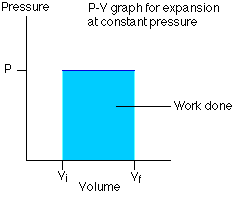 Pressure
P-V graph for expansion
at constant pressure
P
Work done
Vi
Vf
Volume